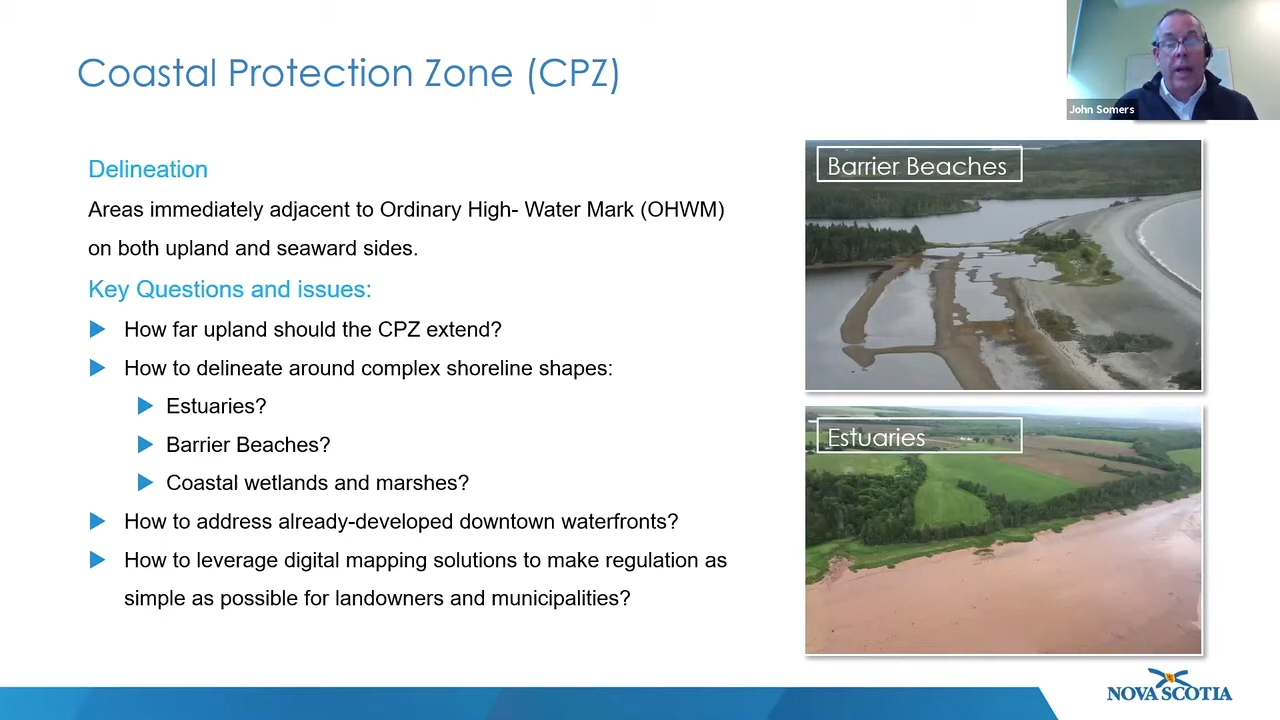 Coastal Protection Zone (CPZ)
John Somers
Delineation
Areas immediately adjacent to Ordinary High- Water Mark (OHWM)
on both upland and seaward sides.
Key Questions and issues:
How far upland should the CPZ extend?
How to delineate around complex shoreline shapes:
Estuaries?
Barrier Beaches?
Coastal wetlands and marshes?
How to address already-developed downtown waterfronts?
How to leverage digital mapping solutions to make regulation as
simple as possible for landowners and municipalities?
Barrier Beaches
Estuaries
NOVA SCOTIA